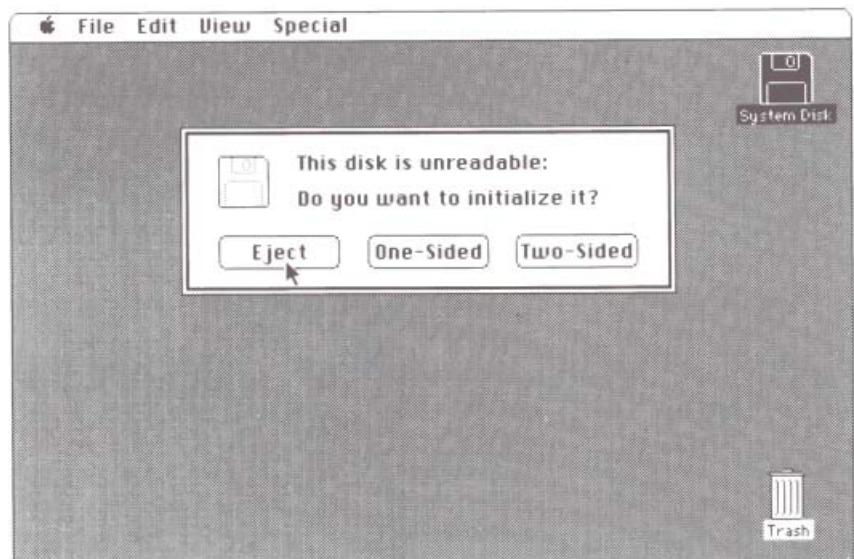 File Edit View Special
System Disk
This disk is unreadable:
Do you want to initialize it?
Eject One-Sided Two-Sided
Trash